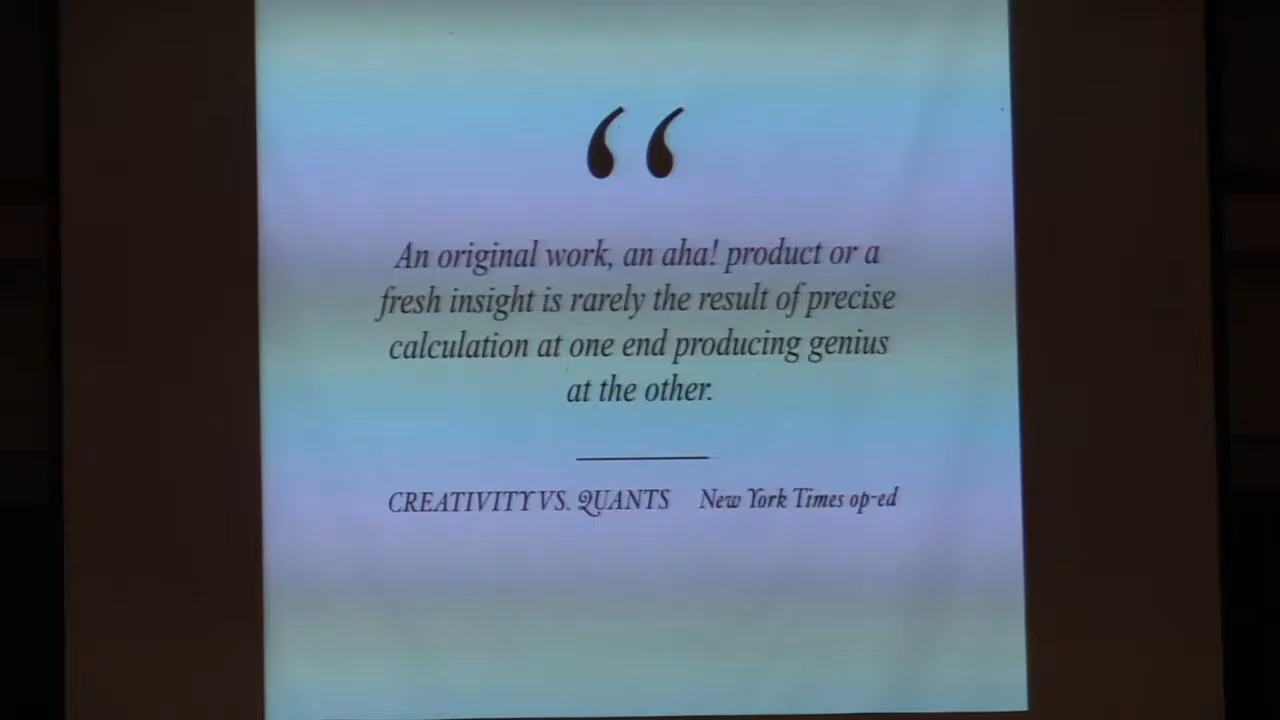 “
An original work, an aha! product or a
fresh insight is rarely the result of precise
calculation at one end producing genius
at the other.
CREATIVITY VS. QUANTS New York Times op-ed